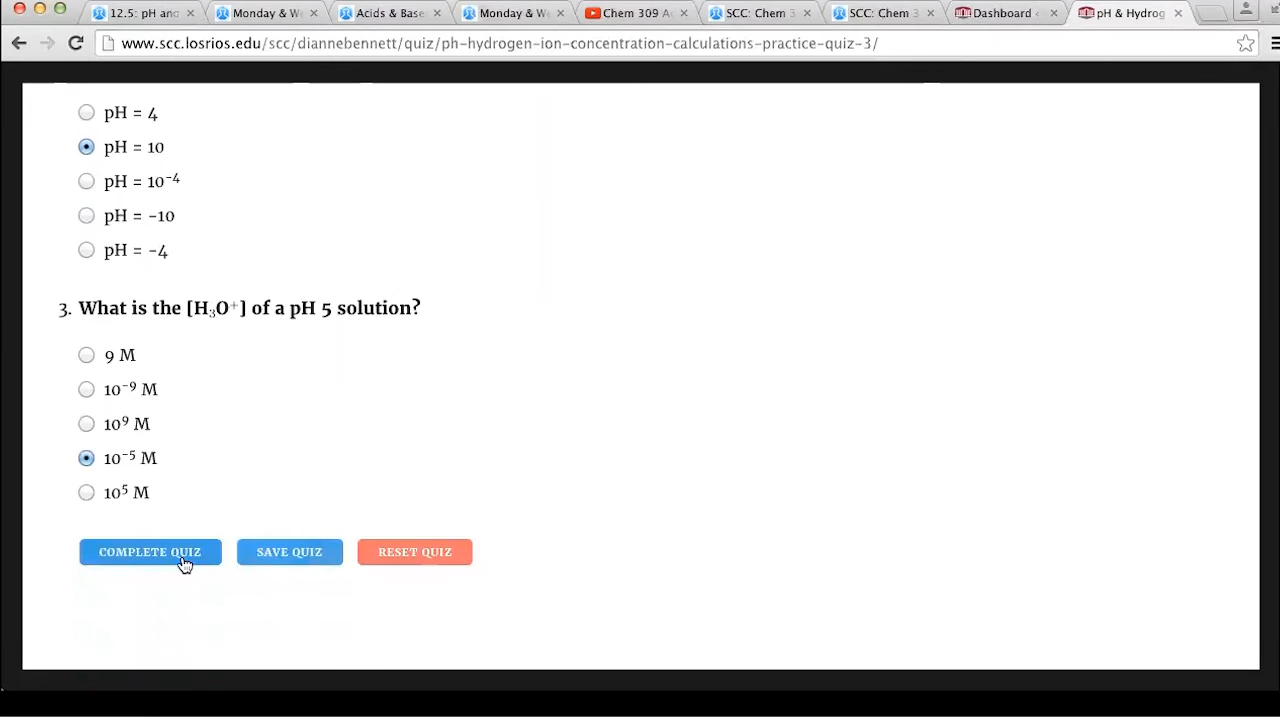 12.5: pH and
Monday & We
Acids & Base
Monday & We
Chem 309 A
SCC: Chem 3
SCC: Chem 3
Dashboard
pH & Hydrog
www.scc.losrios.edu/scc/diannebennett/quiz/ph-hydrogen-ion-concentration-calculations-practice-quiz-3/
pH = 4
pH = 10
pH = 10⁻⁴
pH = -10
pH = -4
3. What is the [H₃O⁺] of a pH 5 solution?
9 M
10⁻⁹ M
10⁹ M
10⁻⁵ M
10⁵ M
COMPLETE QUIZ
SAVE QUIZ
RESET QUIZ